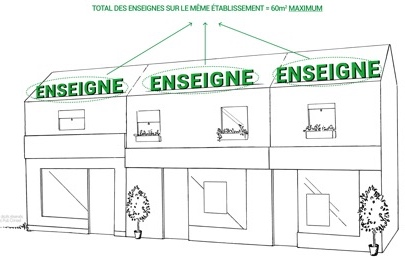 TOTAL DES ENSEIGNES SUR LE MÊME ÉTABLISSEMENT = 60m² MAXIMUM
ENSEIGNE
ENSEIGNE
ENSEIGNE